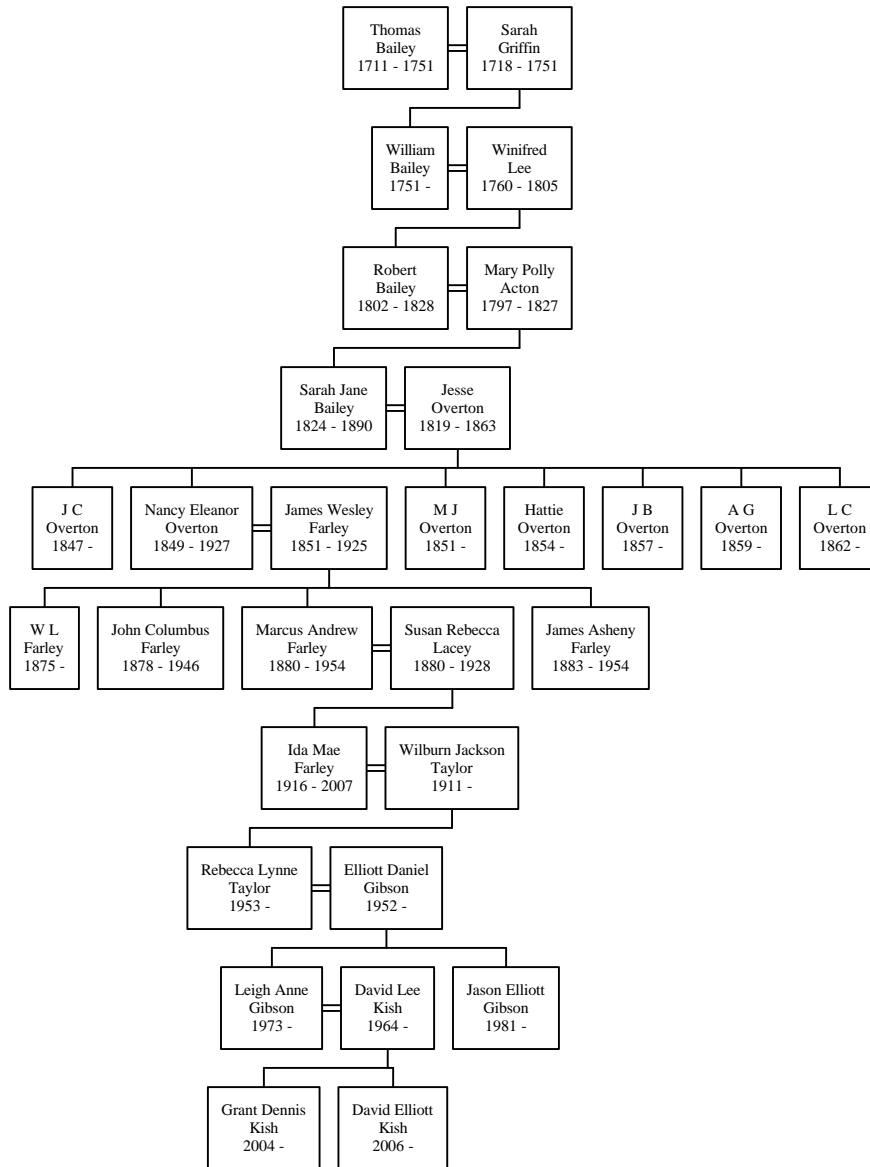 Thomas
Bailey
1711 - 1751
Sarah
Griffin
1718 - 1751
William
Bailey
1751 -
Winifred
Lee
1760 - 1805
Robert
Bailey
1802 - 1828
Mary Polly
Acton
1797 - 1827
Sarah Jane
Bailey
1824 - 1890
Jesse
Overton
1819 - 1863
J C
Overton
1847 -
Nancy Eleanor
Overton
1849 - 1927
James Wesley
Farley
1851 - 1925
M J
Overton
1851 -
Hattie
Overton
1854 -
J B
Overton
1857 -
A G
Overton
1859 -
L C
Overton
1862 -
W L
Farley
1875 -
John Columbus
Farley
1878 - 1946
Marcus Andrew
Farley
1880 - 1954
Susan Rebecca
Lacey
1880 - 1928
James Asheny
Farley
1883 - 1954
Ida Mae
Farley
1916 - 2007
Wilburn Jackson
Taylor
1911 -
Rebecca Lynne
Taylor
1953 -
Elliott Daniel
Gibson
1952 -
Leigh Anne
Gibson
1973 -
David Lee
Kish
1964 -
Jason Elliott
Gibson
1981 -
Grant Dennis
Kish
2004 -
David Elliott
Kish
2006 -